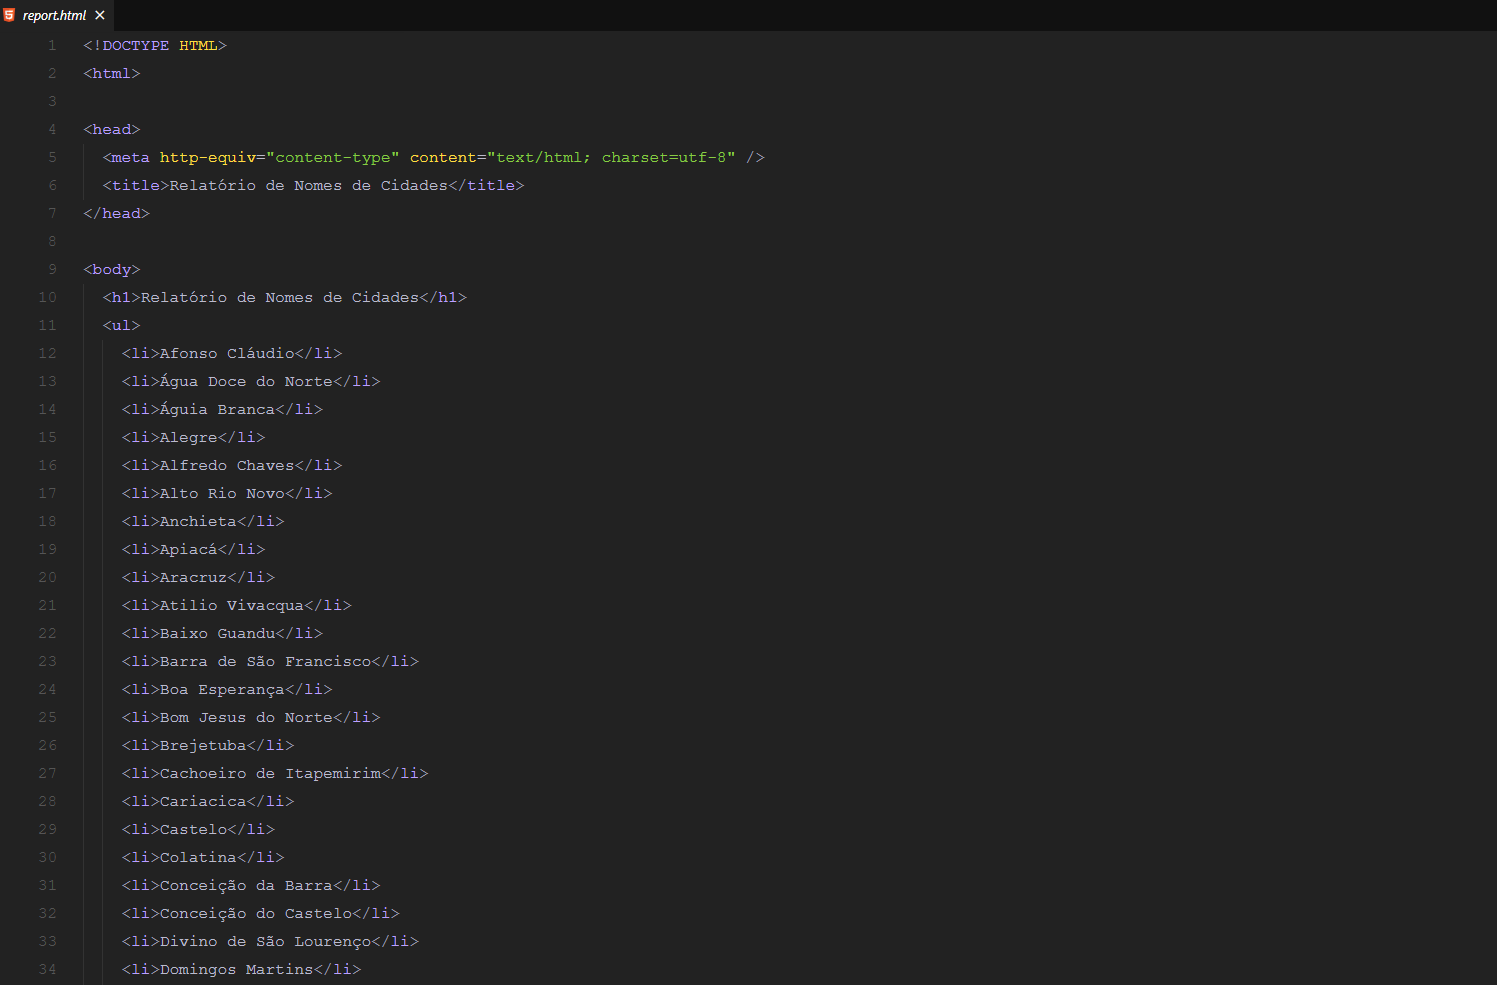 report.html ×
1 <!DOCTYPE HTML>
2 <html>
3
4 <head>
5 <meta http-equiv="content-type" content="text/html; charset=utf-8" />
6 <title>Relatório de Nomes de Cidades</title>
7 </head>
8
9 <body>
10 <h1>Relatório de Nomes de Cidades</h1>
11 <ul>
12 <li>Afonso Cláudio</li>
13 <li>Água Doce do Norte</li>
14 <li>Águia Branca</li>
15 <li>Alegre</li>
16 <li>Alfredo Chaves</li>
17 <li>Alto Rio Novo</li>
18 <li>Anchieta</li>
19 <li>Apiacá</li>
20 <li>Aracruz</li>
21 <li>Atilio Vivacqua</li>
22 <li>Baixo Guandu</li>
23 <li>Barra de São Francisco</li>
24 <li>Boa Esperança</li>
25 <li>Bom Jesus do Norte</li>
26 <li>Brejetuba</li>
27 <li>Cachoeiro de Itapemirim</li>
28 <li>Cariacica</li>
29 <li>Castelo</li>
30 <li>Colatina</li>
31 <li>Conceição da Barra</li>
32 <li>Conceição do Castelo</li>
33 <li>Divino de São Lourenço</li>
34 <li>Domingos Martins</li>